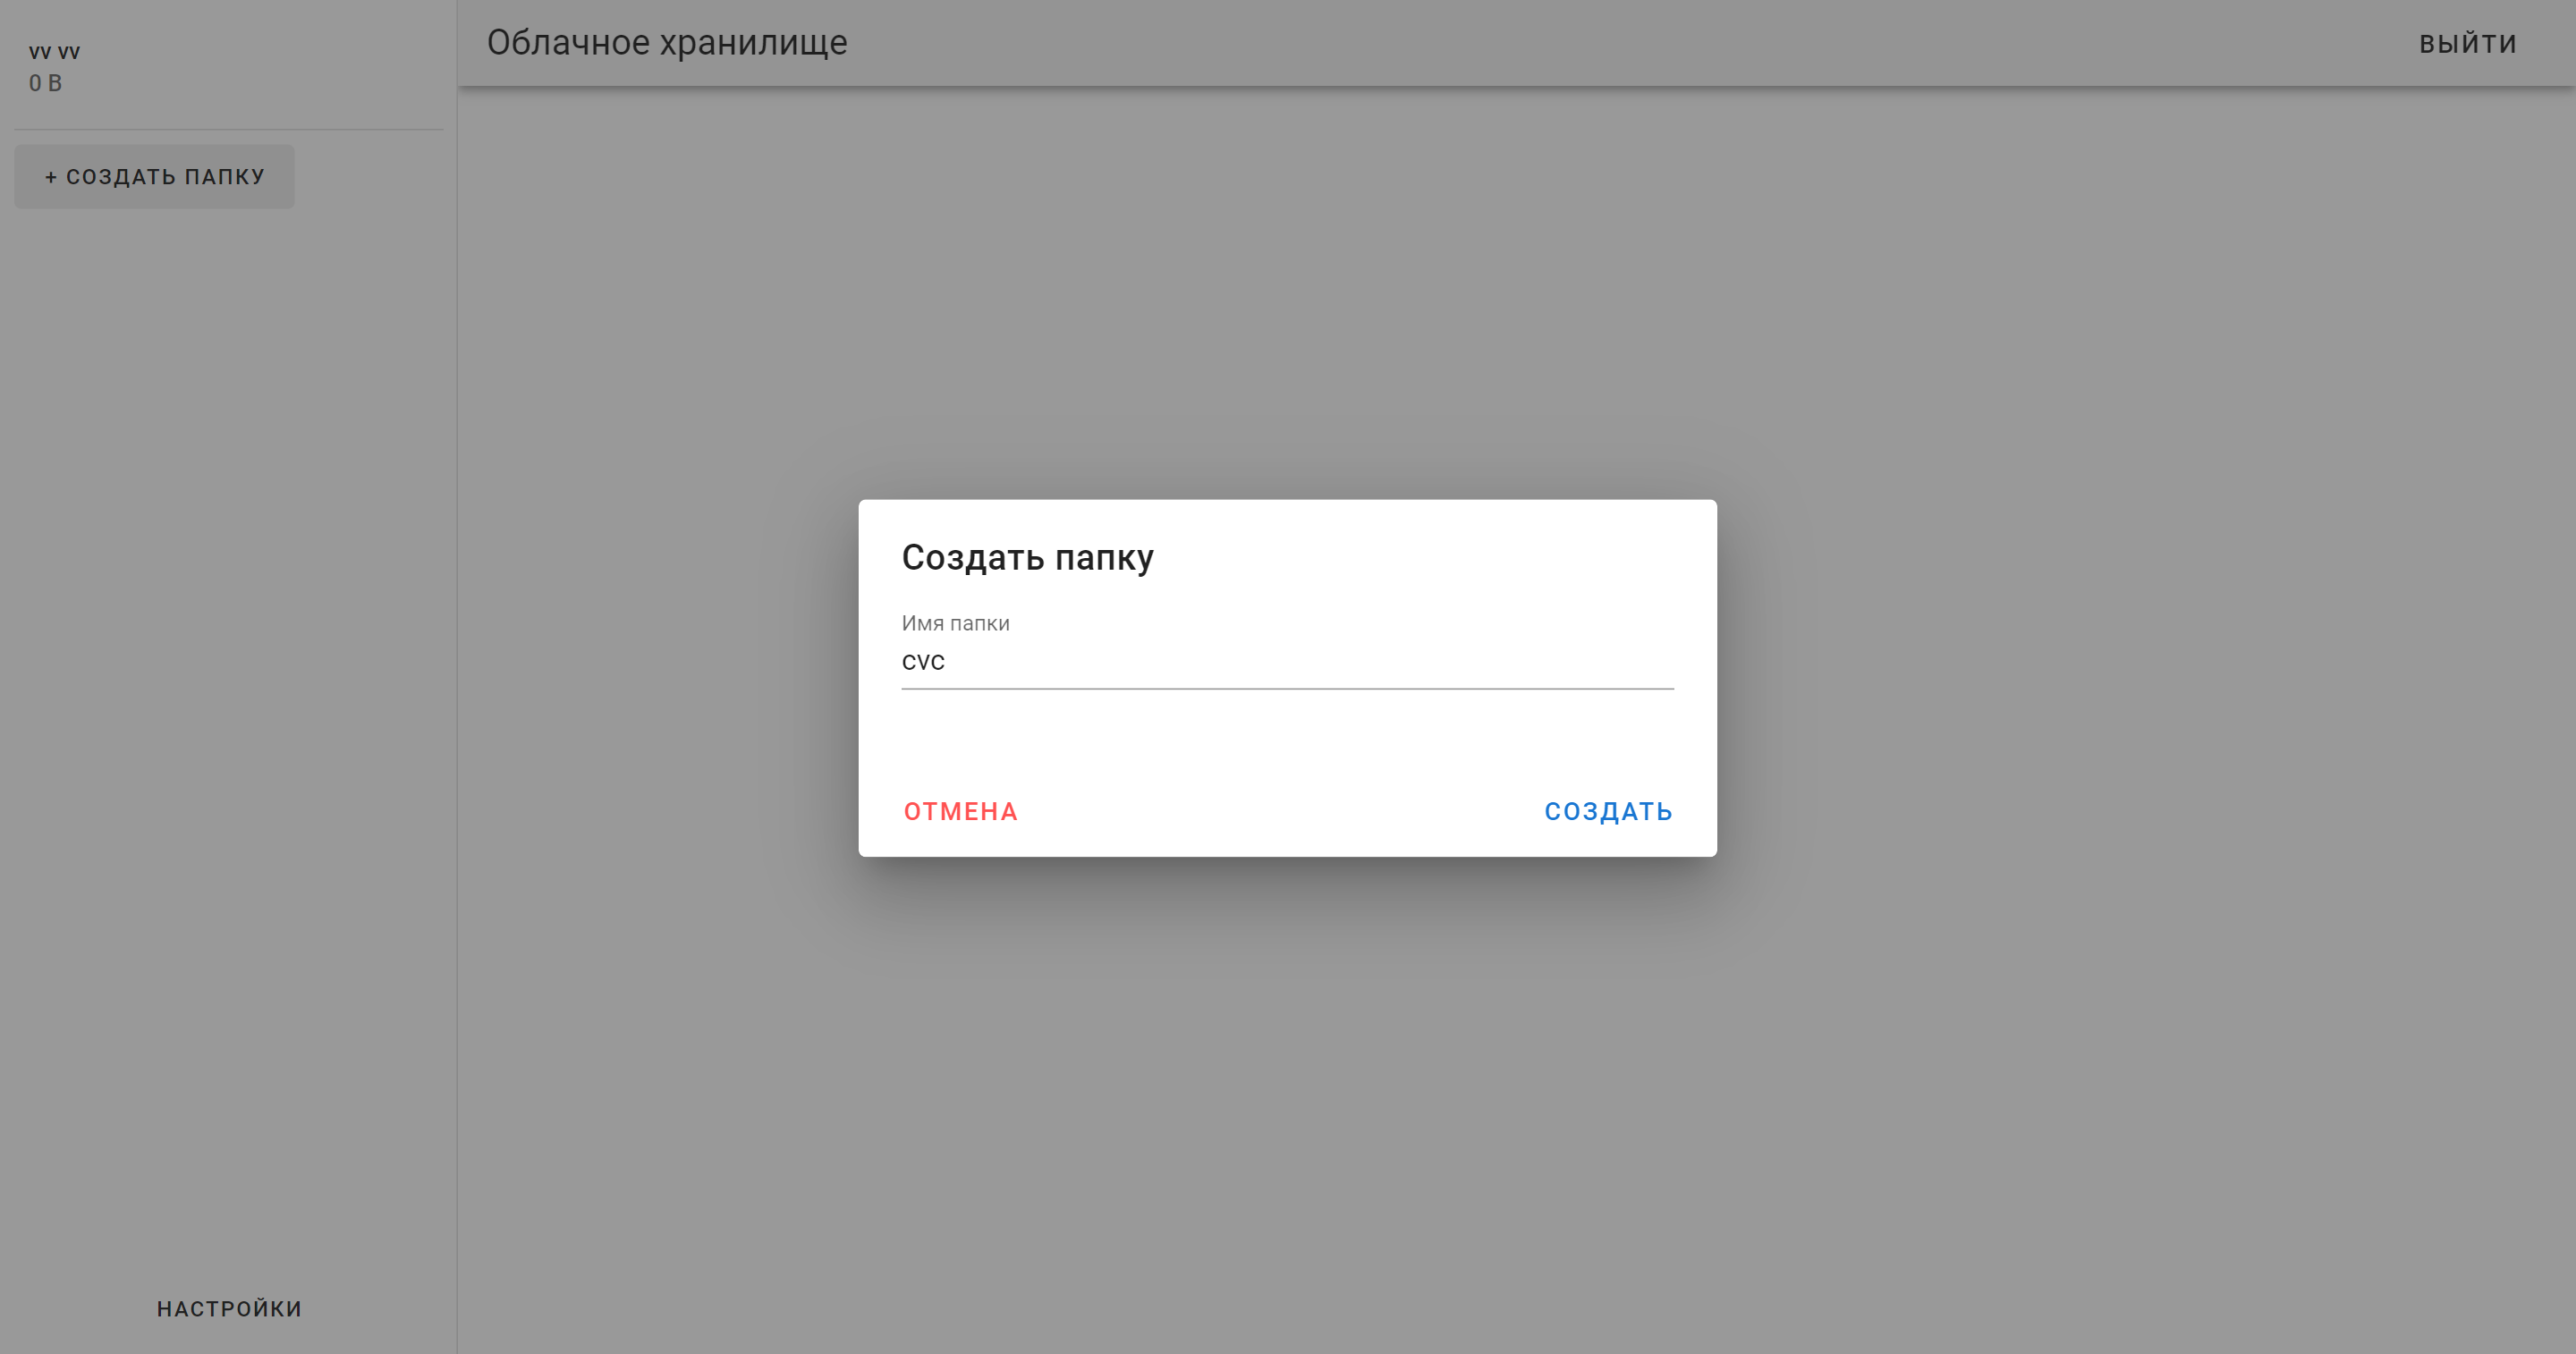 vv vv
0 B
+ СОЗДАТЬ ПАПКУ
Облачное хранилище
ВЫЙТИ
Создать папку
Имя папки
cvc
ОТМЕНА
СОЗДАТЬ
НАСТРОЙКИ